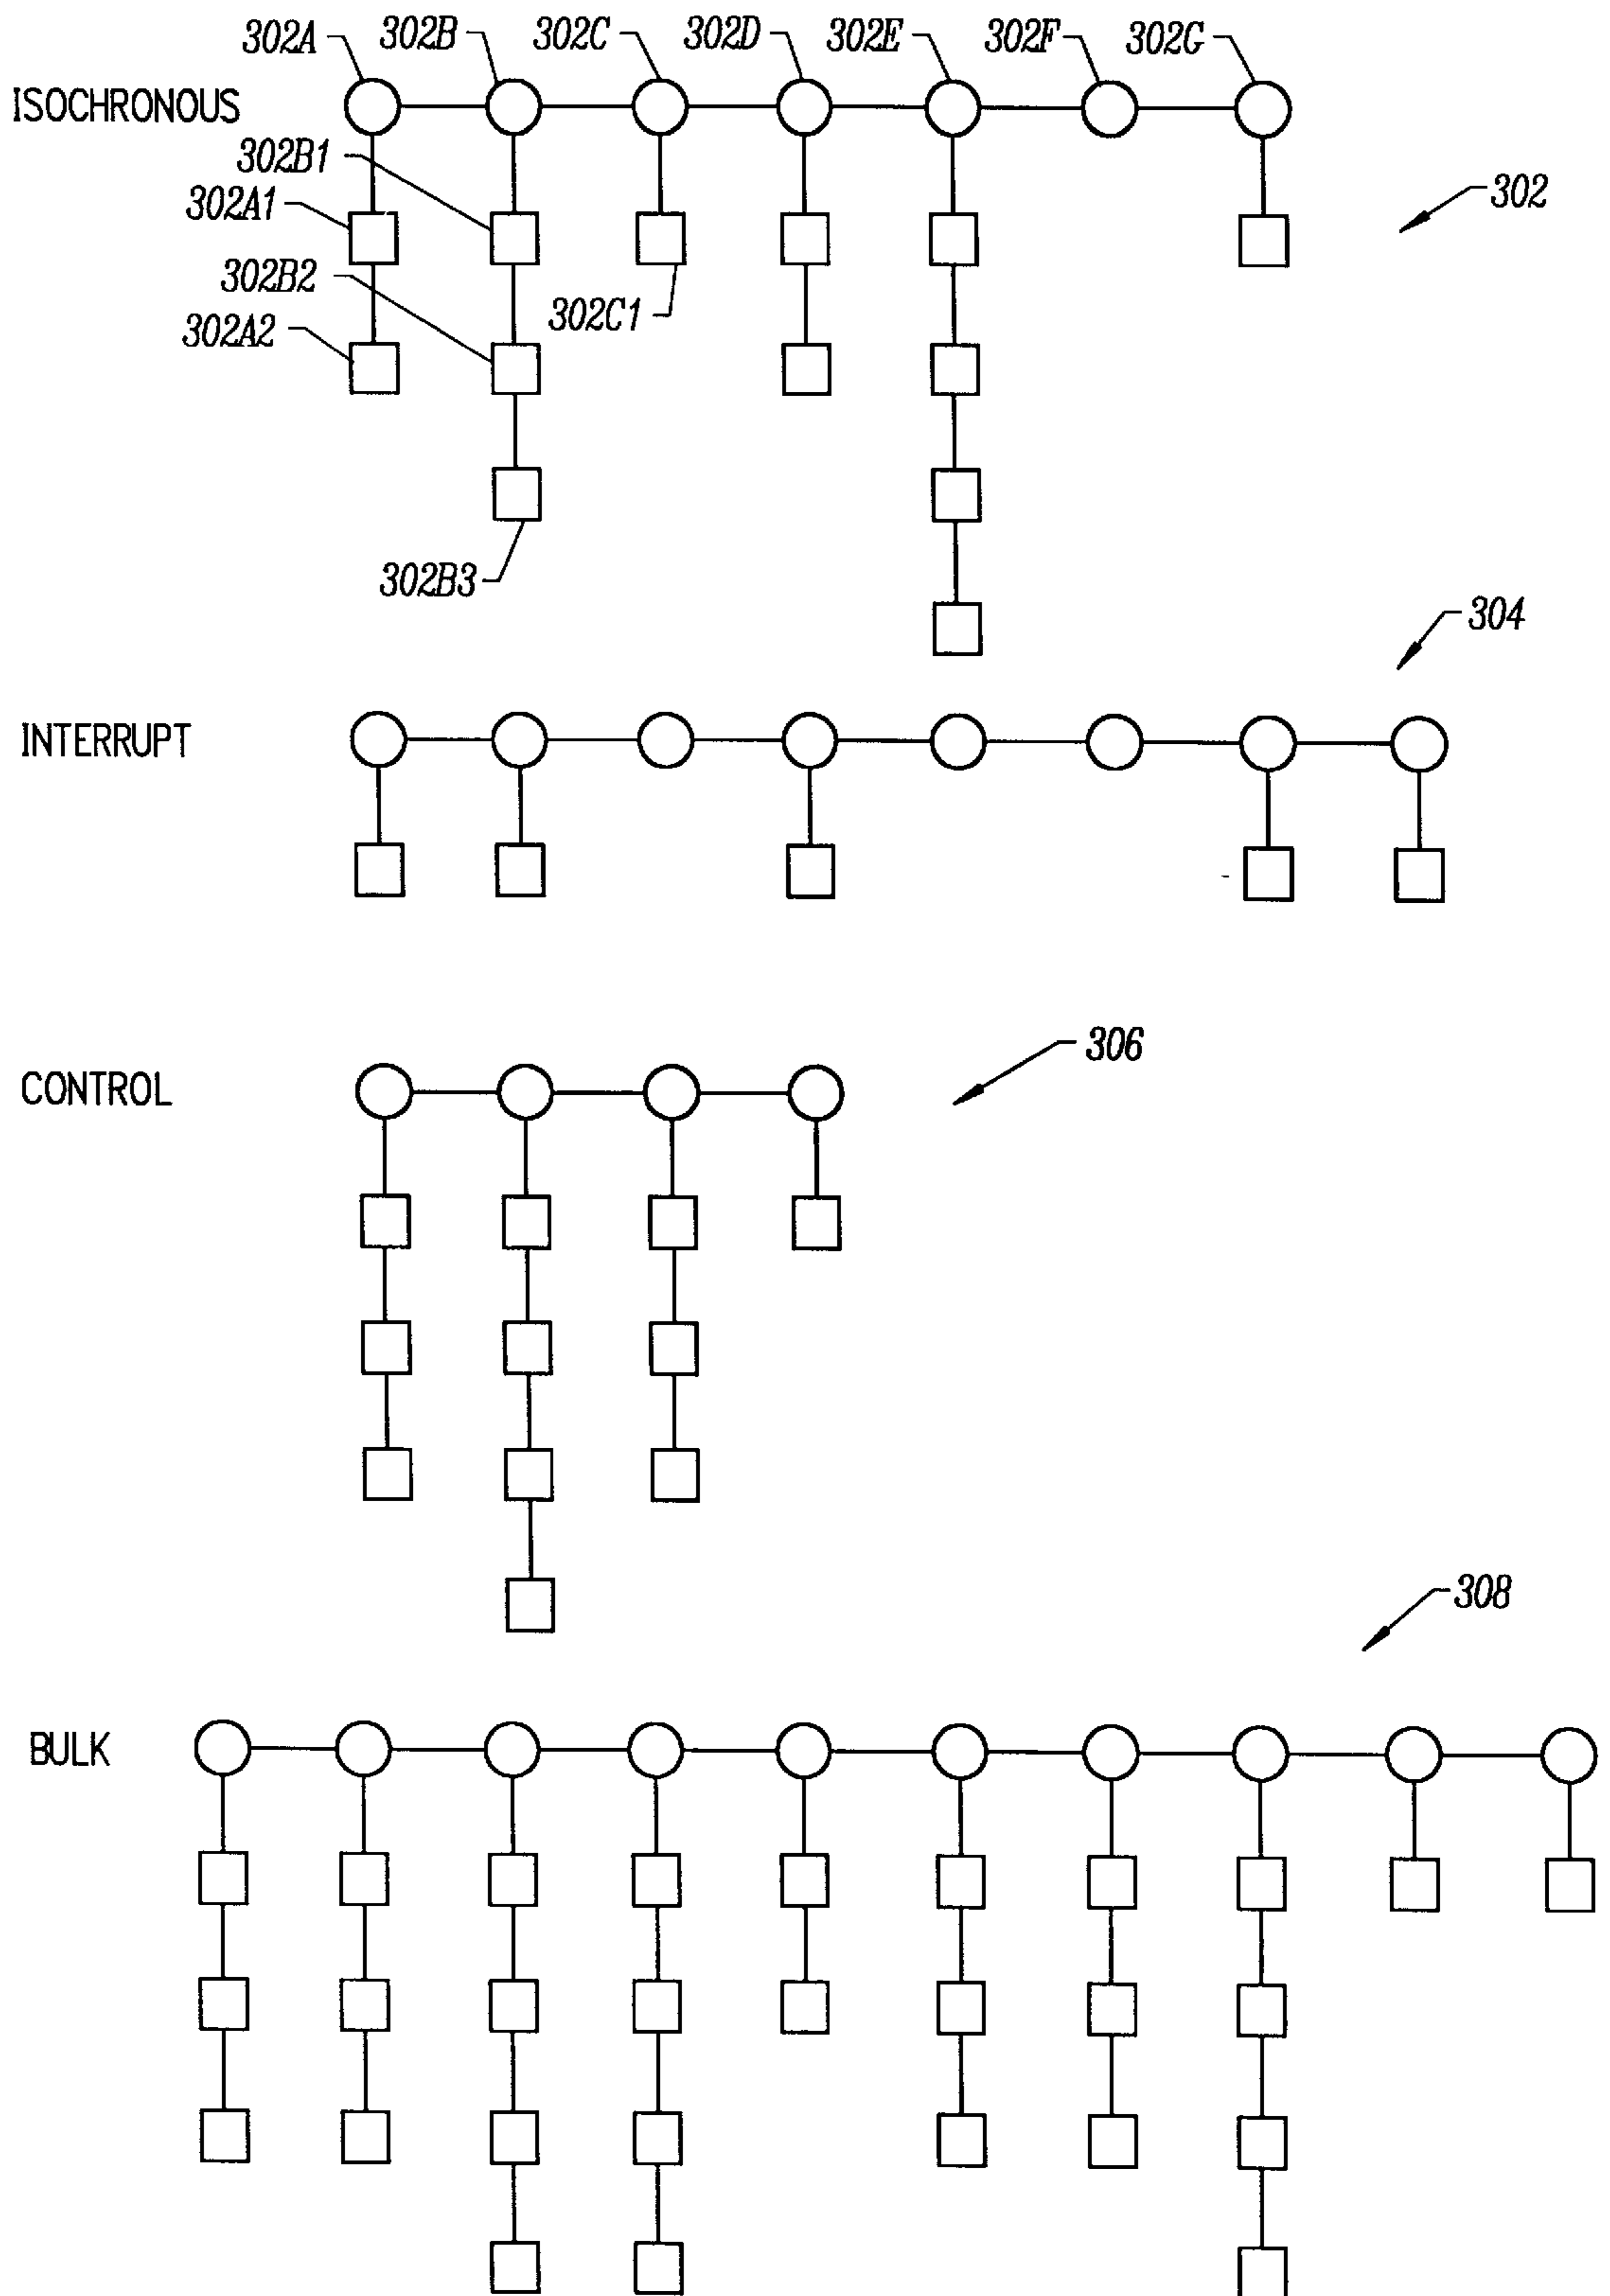 302A 302B 302C 302D 302E 302F 302G
ISOCHRONOUS
302B1
302A1
302
302B2
302C1
302A2
302B3
304
INTERRUPT
306
CONTROL
308
BULK